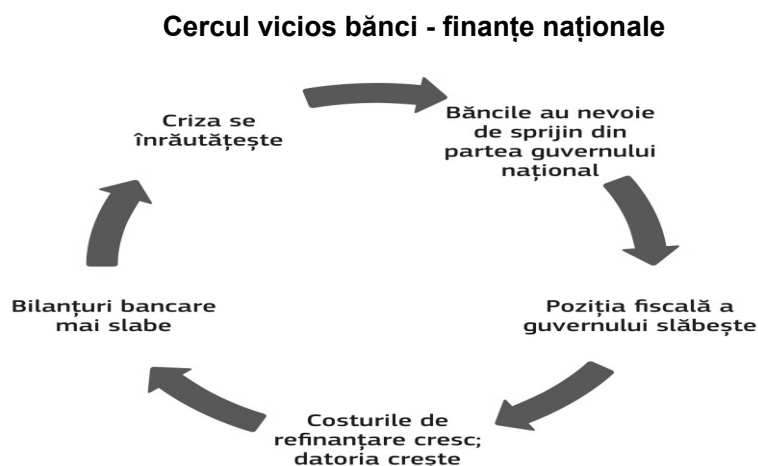 Cercul vicios bănci - finanțe naționale
Criza se
înrăutățește
Băncile au nevoie
de sprijin din
partea guvernului
național
Poziția fiscală a
guvernului slăbește
Costurile de
refinanțare cresc;
datoria crește
Bilanțuri bancare
mai slabe